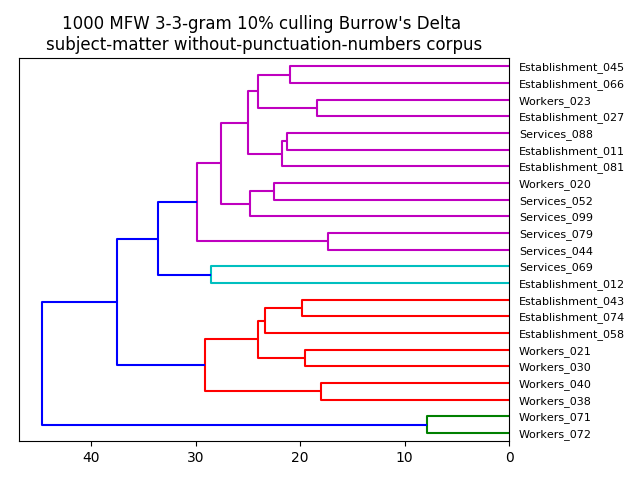 1000 MFW 3-3-gram 10% culling Burrow's Delta
subject-matter without-punctuation-numbers corpus
Establishment_045
Establishment_066
Workers_023
Establishment_027
Services_088
Establishment_011
Establishment_081
Workers_020
Services_052
Services_099
Services_079
Services_044
Services_069
Establishment_012
Establishment_043
Establishment_074
Establishment_058
Workers_021
Workers_030
Workers_040
Workers_038
Workers_071
Workers_072
40 30 20 10 0